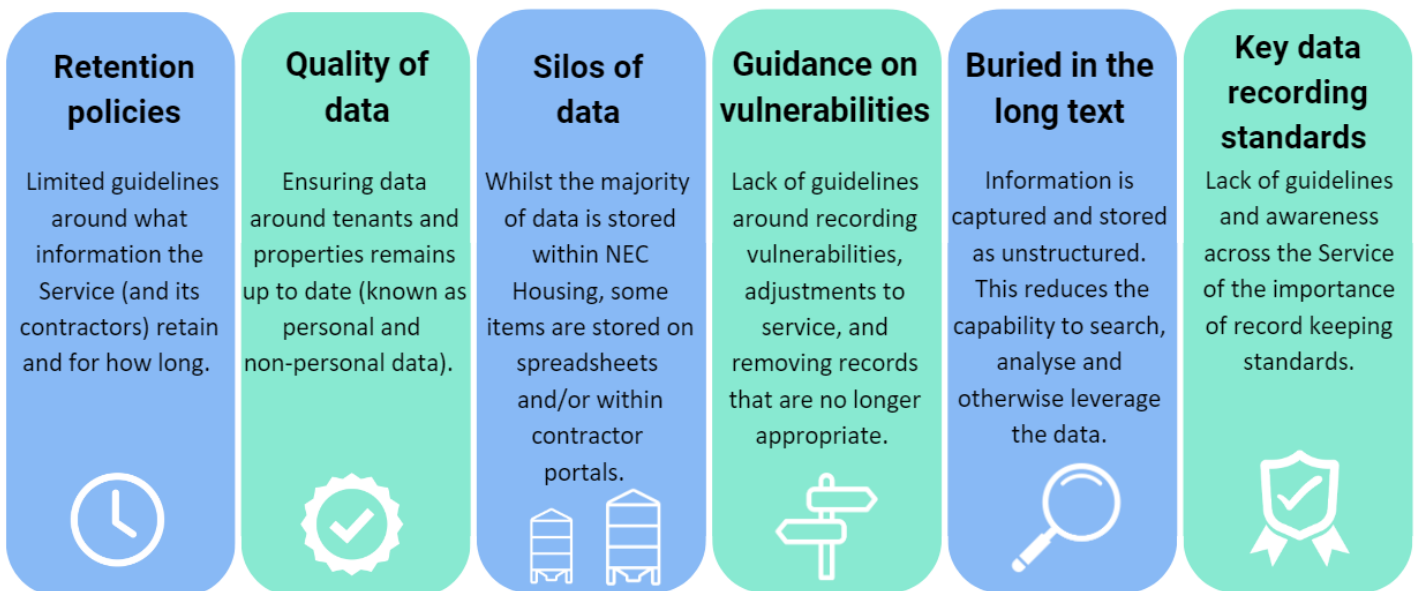 Retention
policies
Limited guidelines
around what
information the
Service (and its
contractors) retain
and for how long.
Quality of
data
Ensuring data
around tenants and
properties remains
up to date (known as
personal and
non-personal data).
Silos of
data
Whilst the majority
of data is stored
within NEC
Housing, some
items are stored on
spreadsheets
and/or within
contractor
portals.
Guidance on
vulnerabilities
Lack of guidelines
around recording
vulnerabilities,
adjustments to
service, and
removing records
that are no longer
appropriate.
Buried in the
long text
Information is
captured and stored
as unstructured.
This reduces the
capability to search,
analyse and
otherwise leverage
the data.
Key data
recording
standards
Lack of guidelines
and awareness
across the Service
of the importance
of record keeping
standards.